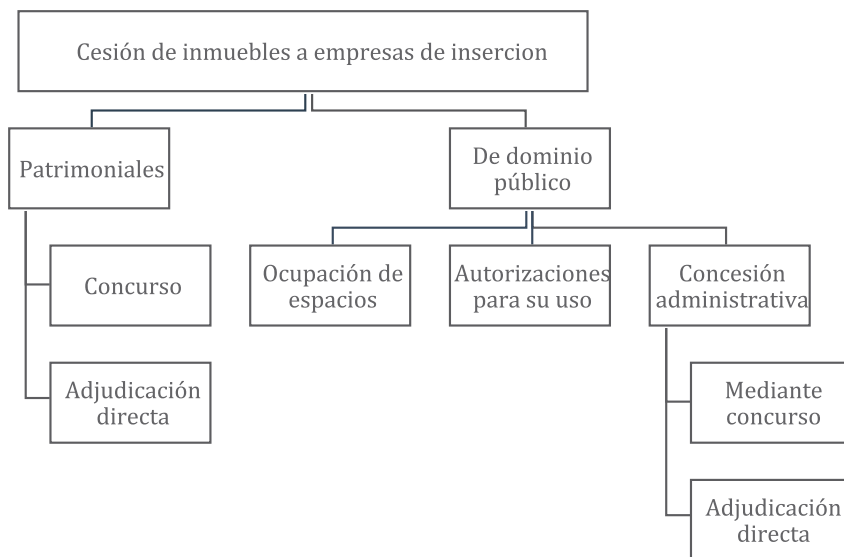 Cesión de inmuebles a empresas de insercion
Patrimoniales
De dominio
público
Concurso
Adjudicación
directa
Ocupación de
espacios
Autorizaciones
para su uso
Concesión
administrativa
Mediante
concurso
Adjudicación
directa